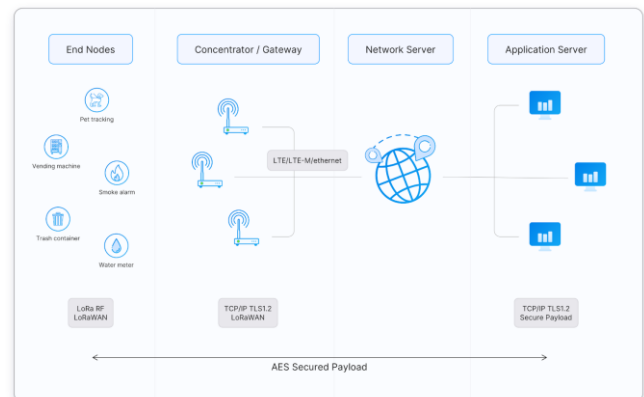 End Nodes
Concentrator / Gateway
Network Server
Application Server
Pet tracking
Vending machine
Smoke alarm
Trash container
Water meter
LTE/LTE-M/ethernet
LoRa RF
LoRaWAN
TCP/IP TLS1.2
LoRaWAN
TCP/IP TLS1.2
Secure Payload
AES Secured Payload